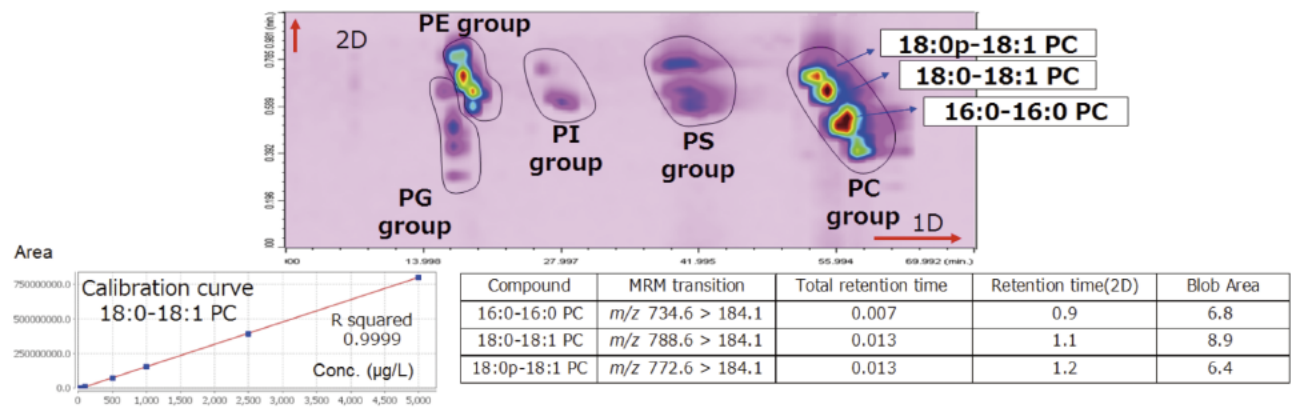 PE group
2D
18:0p-18:1 PC
18:0-18:1 PC
16:0-16:0 PC
PI
group
PS
group
PC
group
PG
group
1D
0.392
0.196
13.998 27.997 41.995 55.994 69.992 (min.)
Area
Calibration curve
18:0-18:1 PC
R squared
0.9999
Conc. (µg/L)
750000000.0
500000000.0
250000000.0
0.0
0 500 1,000 1,500 2,000 2,500 3,000 3,500 4,000 4,500 5,000
Compound MRM transition Total retention time Retention time(2D) Blob Area
16:0-16:0 PC m/z 734.6 > 184.1 0.007 0.9 6.8
18:0-18:1 PC m/z 788.6 > 184.1 0.013 1.1 8.9
18:0p-18:1 PC m/z 772.6 > 184.1 0.013 1.2 6.4